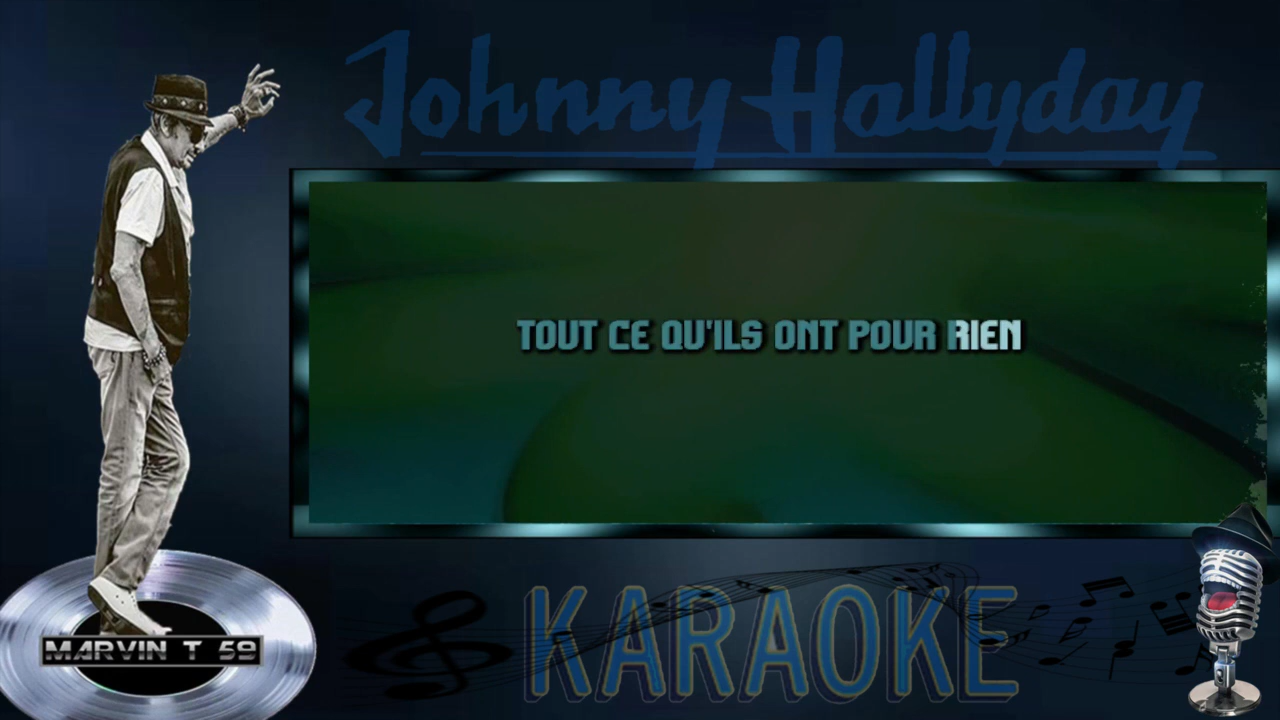 Johnny Hallyday
TOUT CE QU'ILS ONT POUR RIEN
KARAOKE
MARVIN T 59